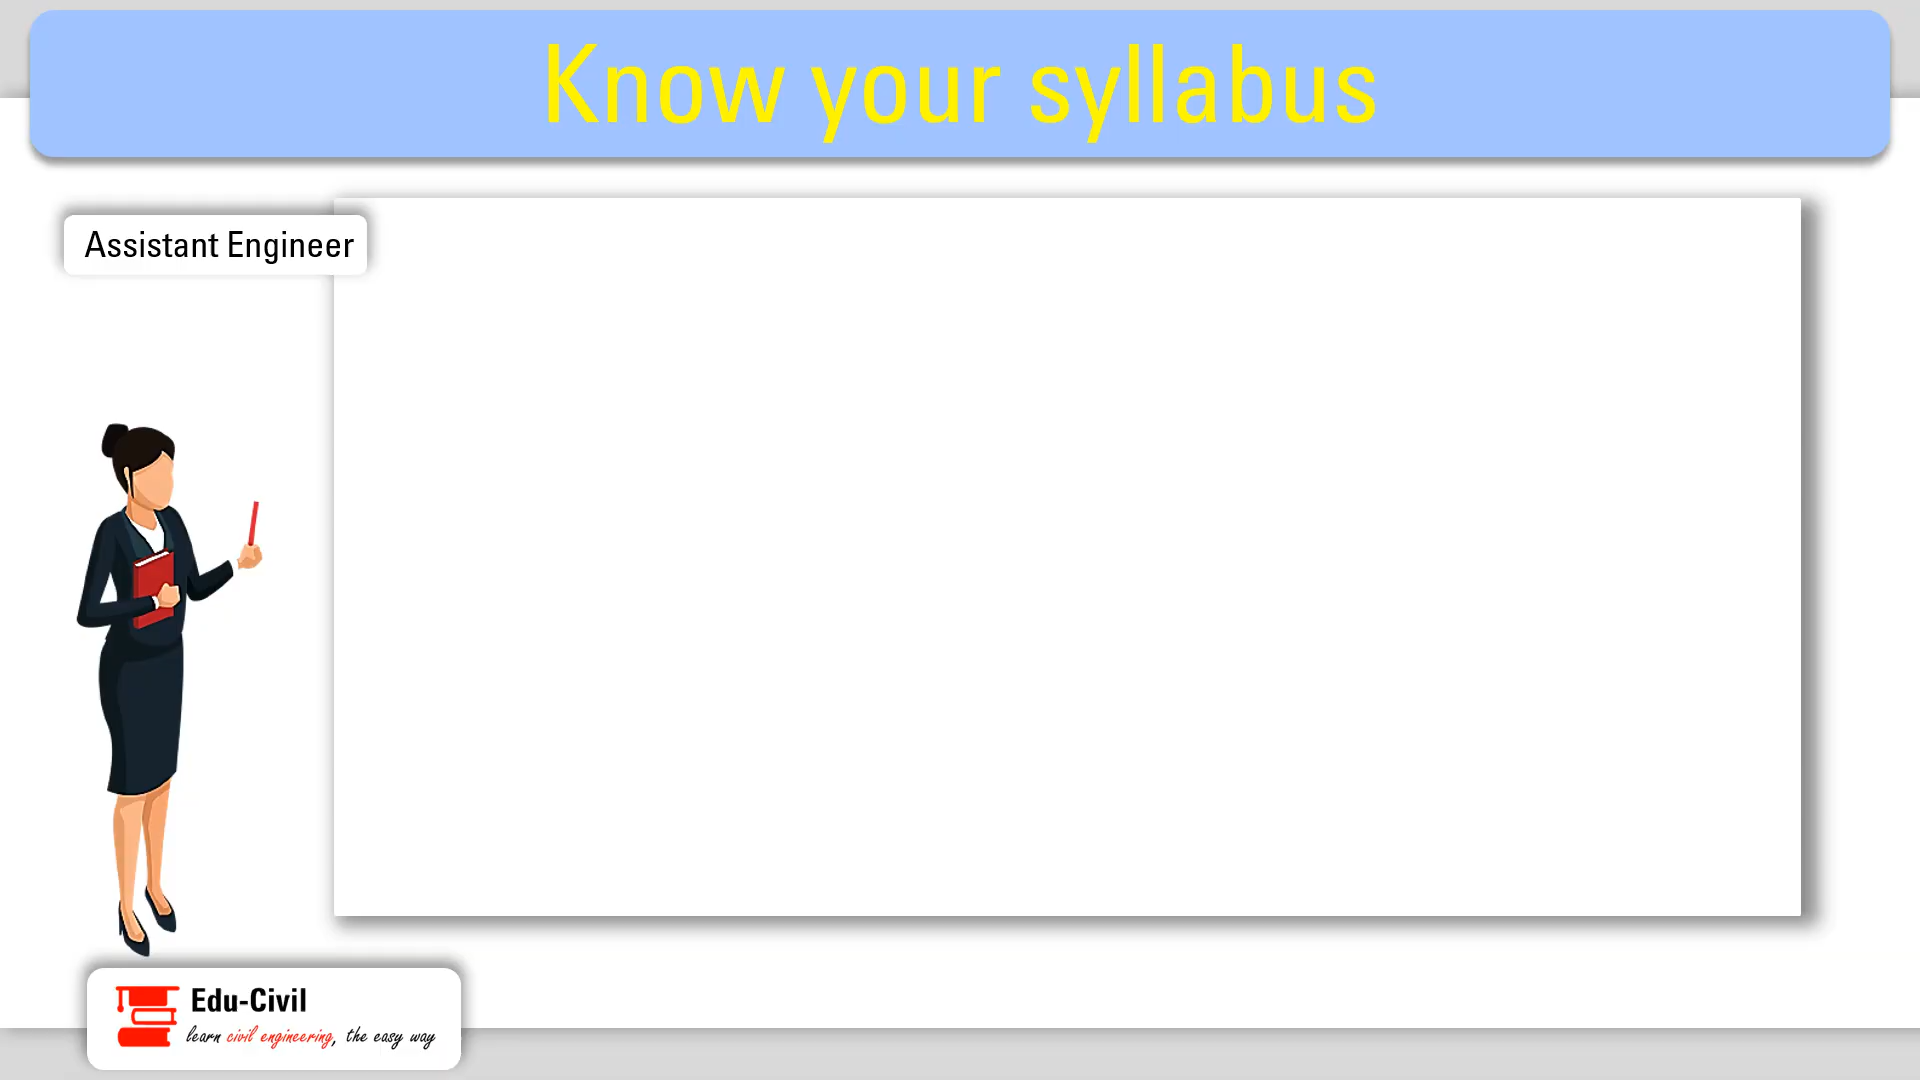 Know your syllabus
Assistant Engineer
Edu-Civil
learn civil engineering, the easy way